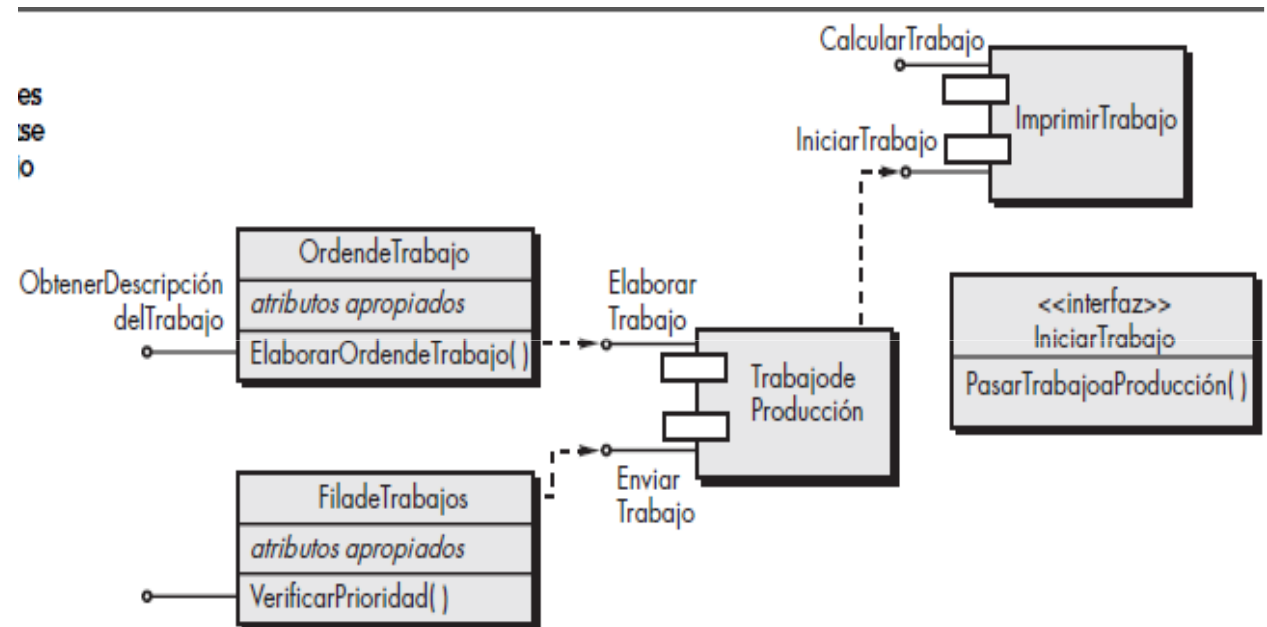 CalcularTrabajo
es
se
o
ImprimirTrabajo
IniciarTrabajo
OrdendeTrabajo
ObtenerDescripción
delTrabajo
atributos apropiados
ElaborarOrdendeTrabajo( )
Elaborar
Trabajo
<<interfaz>>
IniciarTrabajo
PasarTrabajoaProducción( )
Trabajode
Producción
Enviar
Trabajo
FiladeTrabajos
atributos apropiados
VerificarPrioridad( )